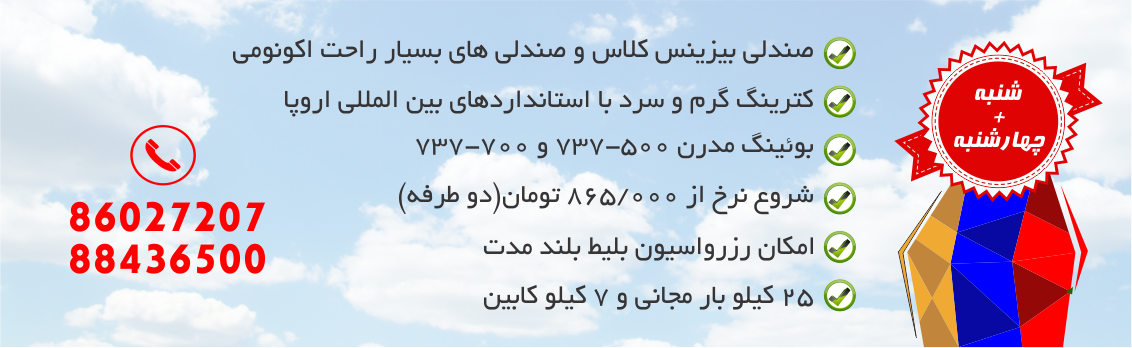 شنبه
+
چهارشنبه
صندلی بیزینس کلاس و صندلی های بسیار راحت اکونومی
کترینگ گرم و سرد با استانداردهای بین المللی اروپا
بوئینگ مدرن ۵۰۰-۷۳۷ و ۷۰۰-۷۳۷
شروع نرخ از ۸۶۵/۰۰۰ تومان(دو طرفه)
امکان رزرواسیون بلیط بلند مدت
۲۵ کیلو بار مجانی و ۷ کیلو کابین
86027207
88436500